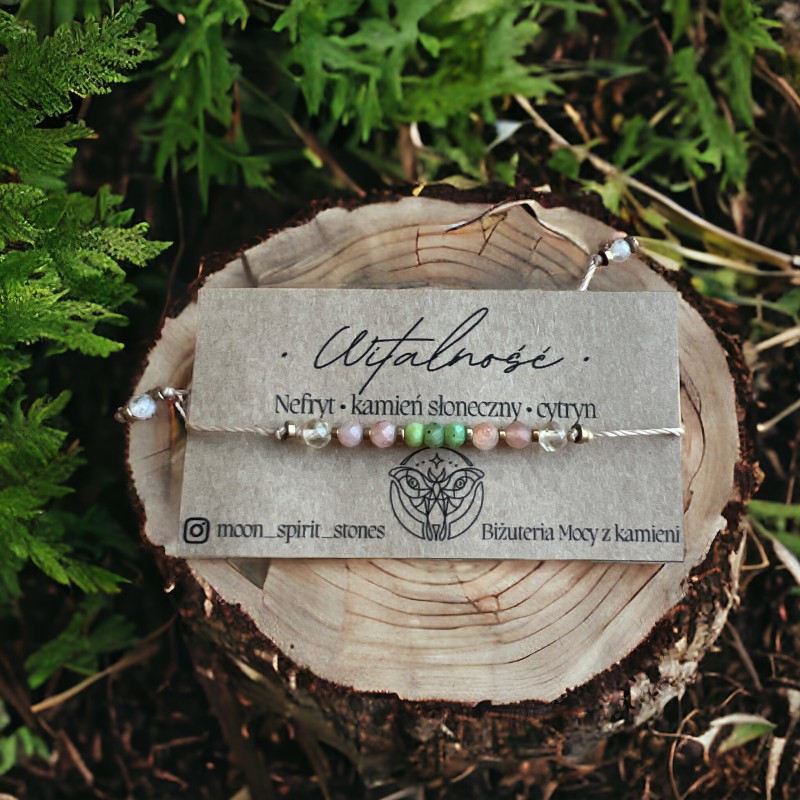 • Witalność •
Nefryt • kamień słoneczny • cytryn
moon_spirit_stones
Biżuteria Mocy z kamieni